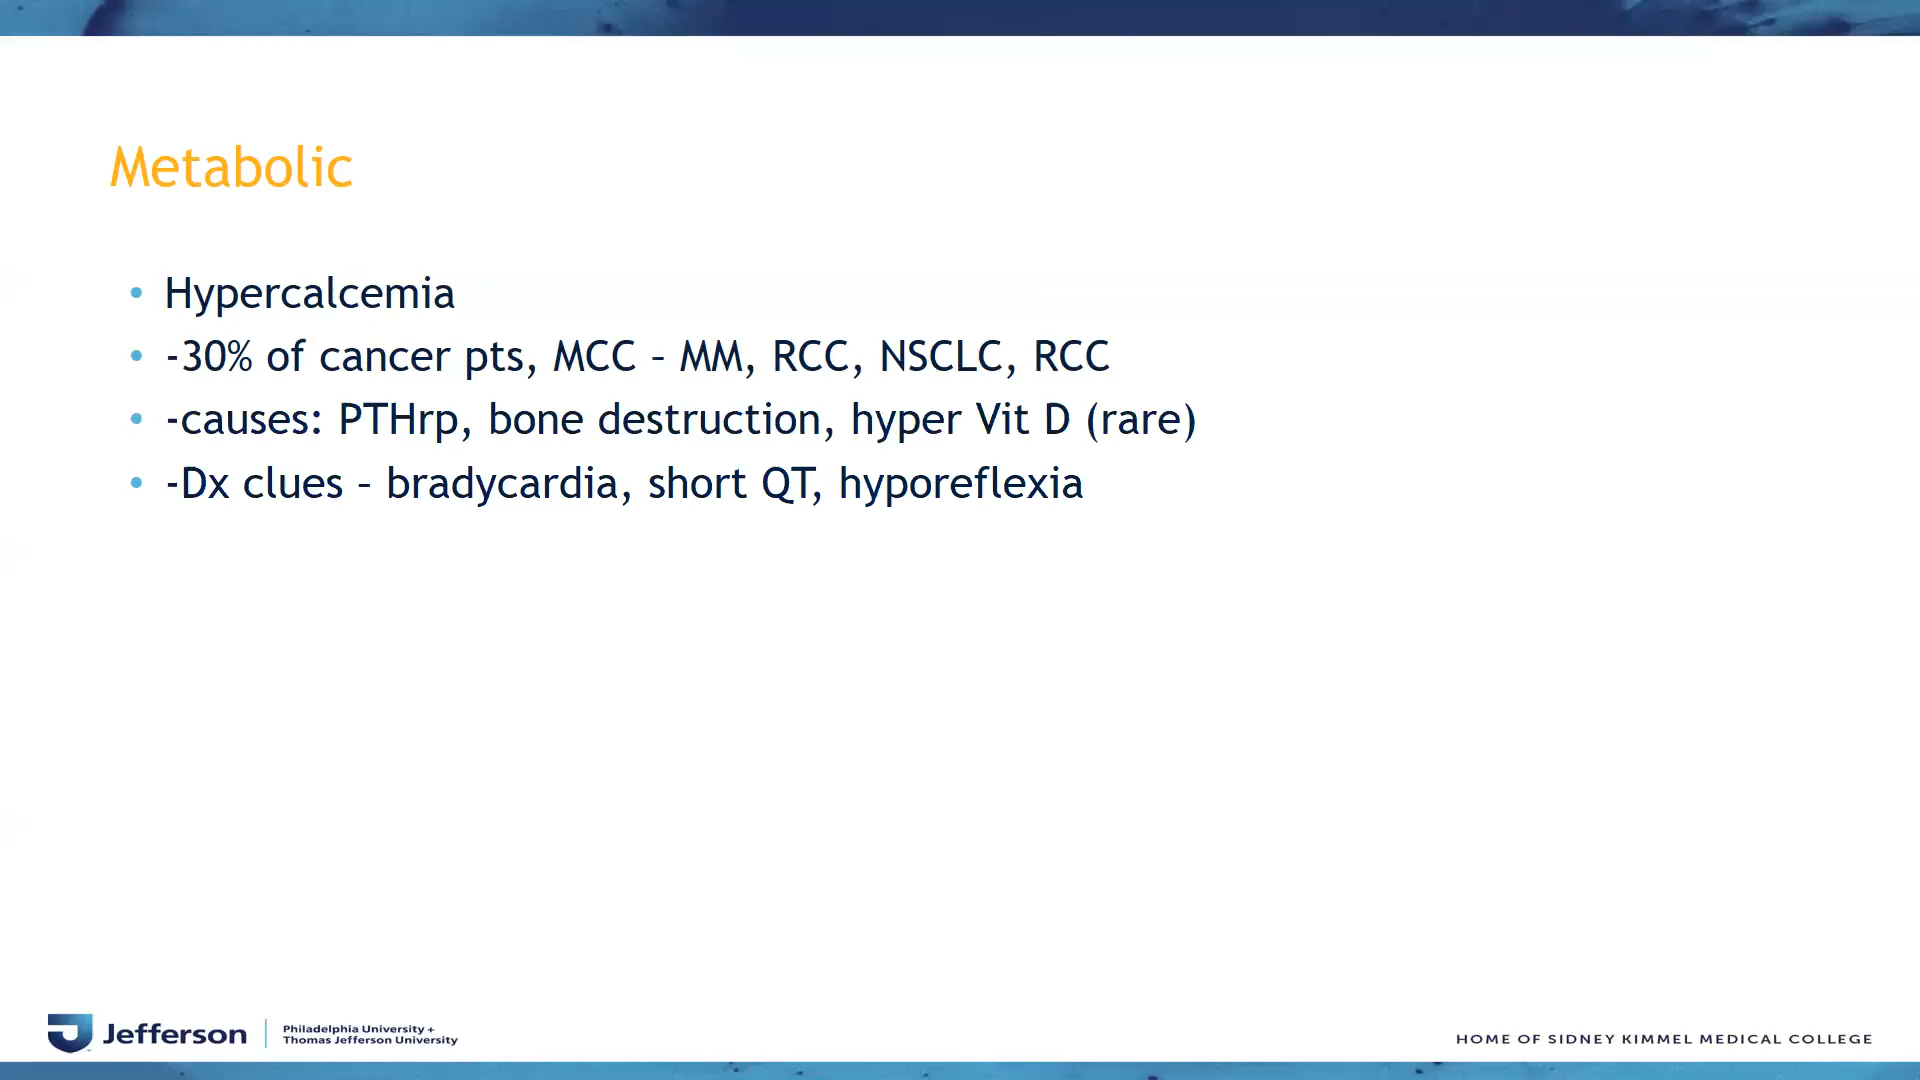 Metabolic
• Hypercalcemia
• -30% of cancer pts, MCC – MM, RCC, NSCLC, RCC
• -causes: PTHrp, bone destruction, hyper Vit D (rare)
• -Dx clues – bradycardia, short QT, hyporeflexia
Jefferson
Philadelphia University +
Thomas Jefferson University
HOME OF SIDNEY KIMMEL MEDICAL COLLEGE